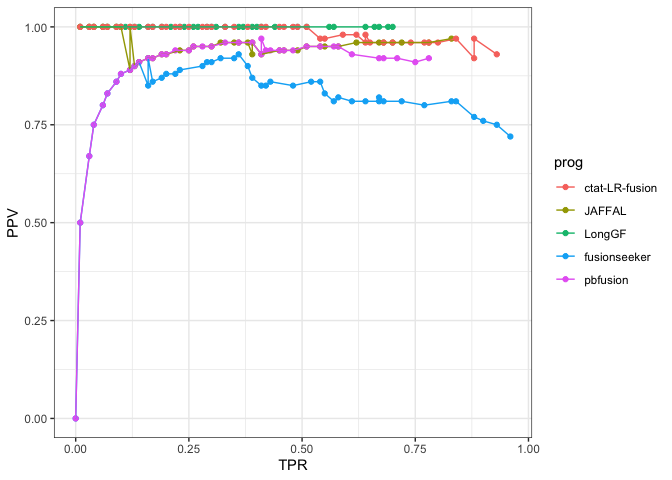 1.00
0.75
0.50
0.25
0.00
PPV
0.00 0.25 0.50 0.75 1.00
TPR
prog
ctat-LR-fusion
JAFFAL
LongGF
fusionseeker
pbfusion